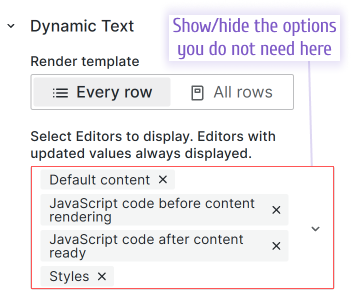 Dynamic Text
Show/hide the options
you do not need here
Render template
Every row
All rows
Select Editors to display. Editors with
updated values always displayed.
Default content
JavaScript code before content
rendering
JavaScript code after content
ready
Styles